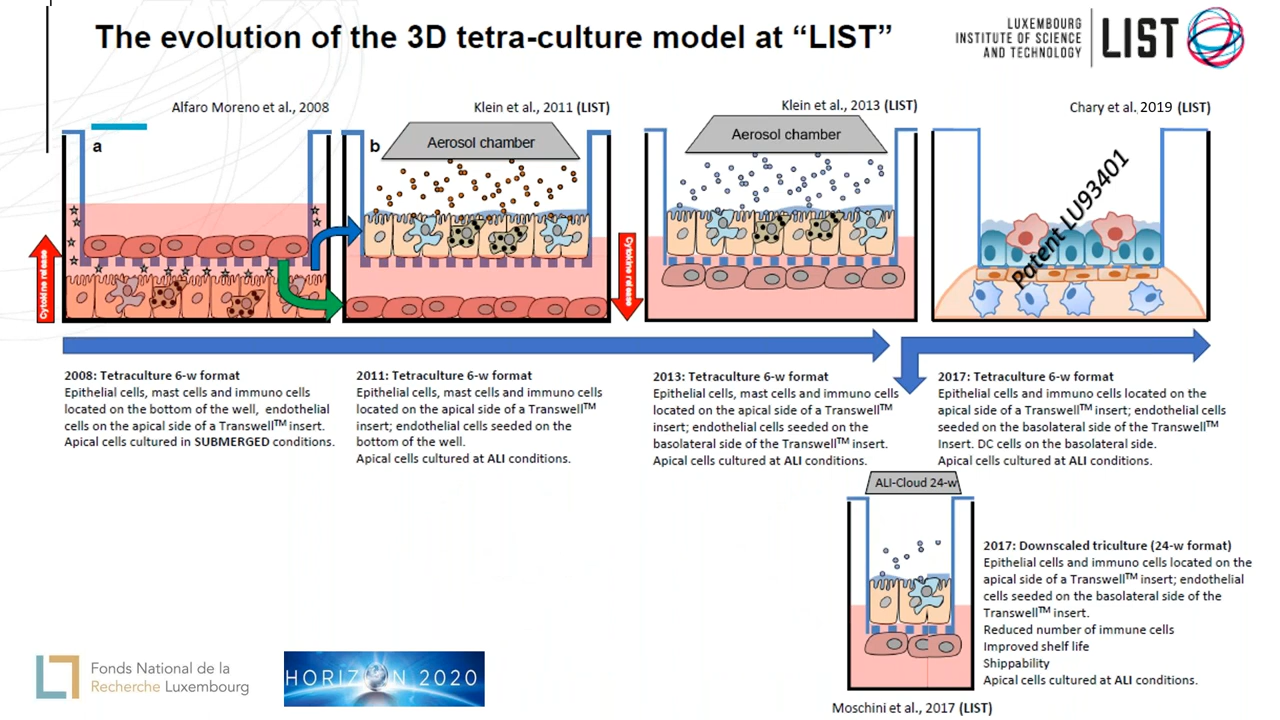 The evolution of the 3D tetra-culture model at “LIST”
LUXEMBOURG
INSTITUTE OF SCIENCE
AND TECHNOLOGY
LIST
Alfaro Moreno et al., 2008
Klein et al., 2011 (LIST)
Klein et al., 2013 (LIST)
Chary et al. 2019 (LIST)
a
b
Aerosol chamber
Aerosol chamber
Cytokine release
Cytokine release
Patent LU93401
2008: Tetraculture 6-w format
Epithelial cells, mast cells and immuno cells
located on the bottom of the well, endothelial
cells on the apical side of a Transwell™ insert.
Apical cells cultured in SUBMERGED conditions.
2011: Tetraculture 6-w format
Epithelial cells, mast cells and immuno cells
located on the apical side of a Transwell™
insert; endothelial cells seeded on the
bottom of the well.
Apical cells cultured at ALI conditions.
2013: Tetraculture 6-w format
Epithelial cells, mast cells and immuno cells
located on the apical side of a Transwell™
insert; endothelial cells seeded on the
basolateral side of the Transwell™ insert.
Apical cells cultured at ALI conditions.
2017: Tetraculture 6-w format
Epithelial cells and immuno cells located on the
apical side of a Transwell™ insert; endothelial cells
seeded on the basolateral side of the Transwell™
Insert. DC cells on the basolateral side.
Apical cells cultured at ALI conditions.
ALI-Cloud 24-w
2017: Downscaled triculture (24-w format)
Epithelial cells and immuno cells located on the
apical side of a Transwell™ insert; endothelial
cells seeded on the basolateral side of the
Transwell™ insert.
Reduced number of immune cells
Improved shelf life
Shippability
Apical cells cultured at ALI conditions.
Moschini et al., 2017 (LIST)
Fonds National de la
Recherche Luxembourg
HORIZON 2020